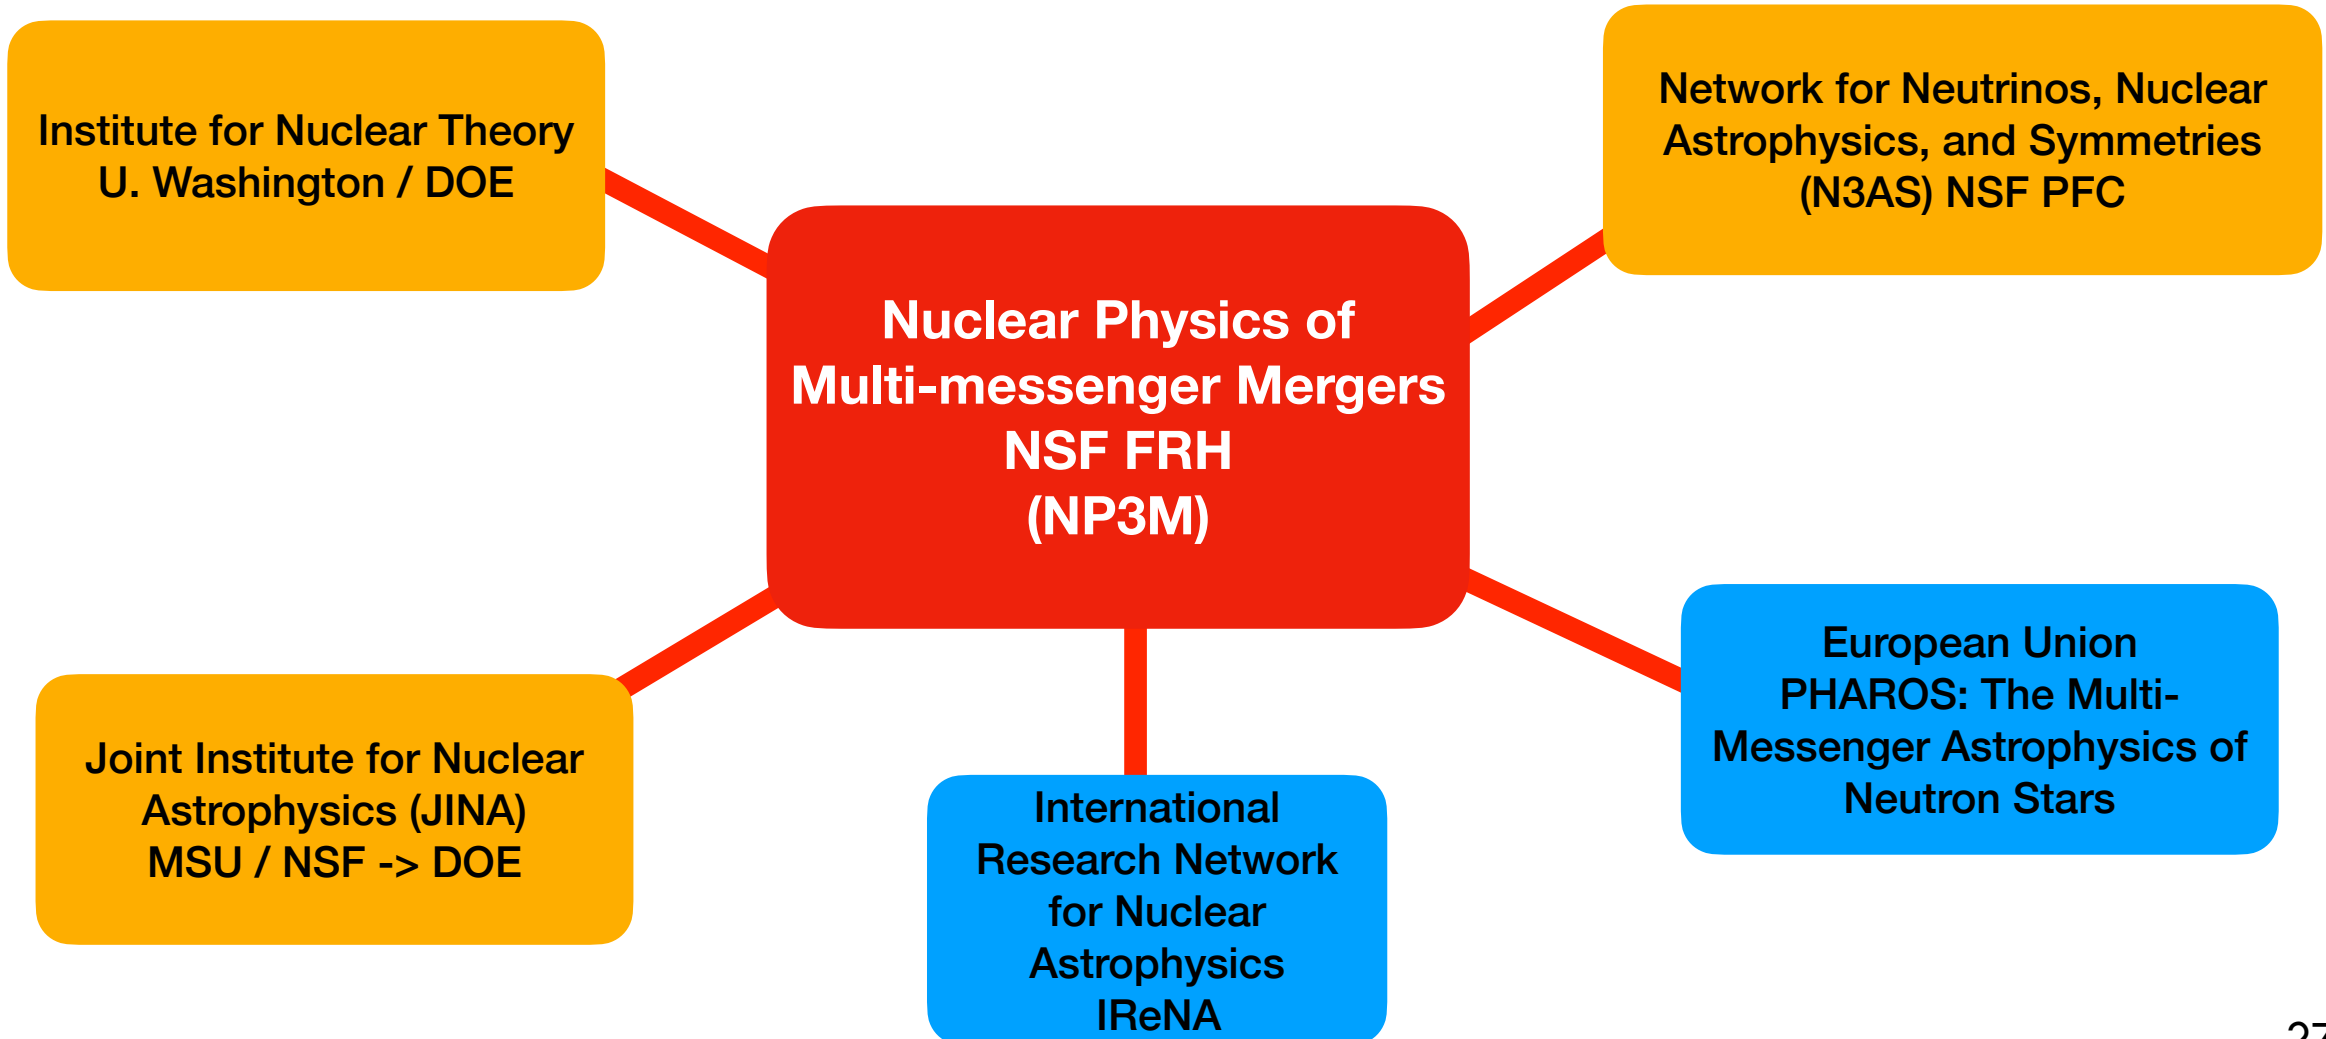 Institute for Nuclear Theory
U. Washington / DOE
Network for Neutrinos, Nuclear
Astrophysics, and Symmetries
(N3AS) NSF PFC
Nuclear Physics of
Multi-messenger Mergers
NSF FRH
(NP3M)
European Union
PHAROS: The Multi-
Messenger Astrophysics of
Neutron Stars
Joint Institute for Nuclear
Astrophysics (JINA)
MSU / NSF -> DOE
International
Research Network
for Nuclear
Astrophysics
IReNA
27